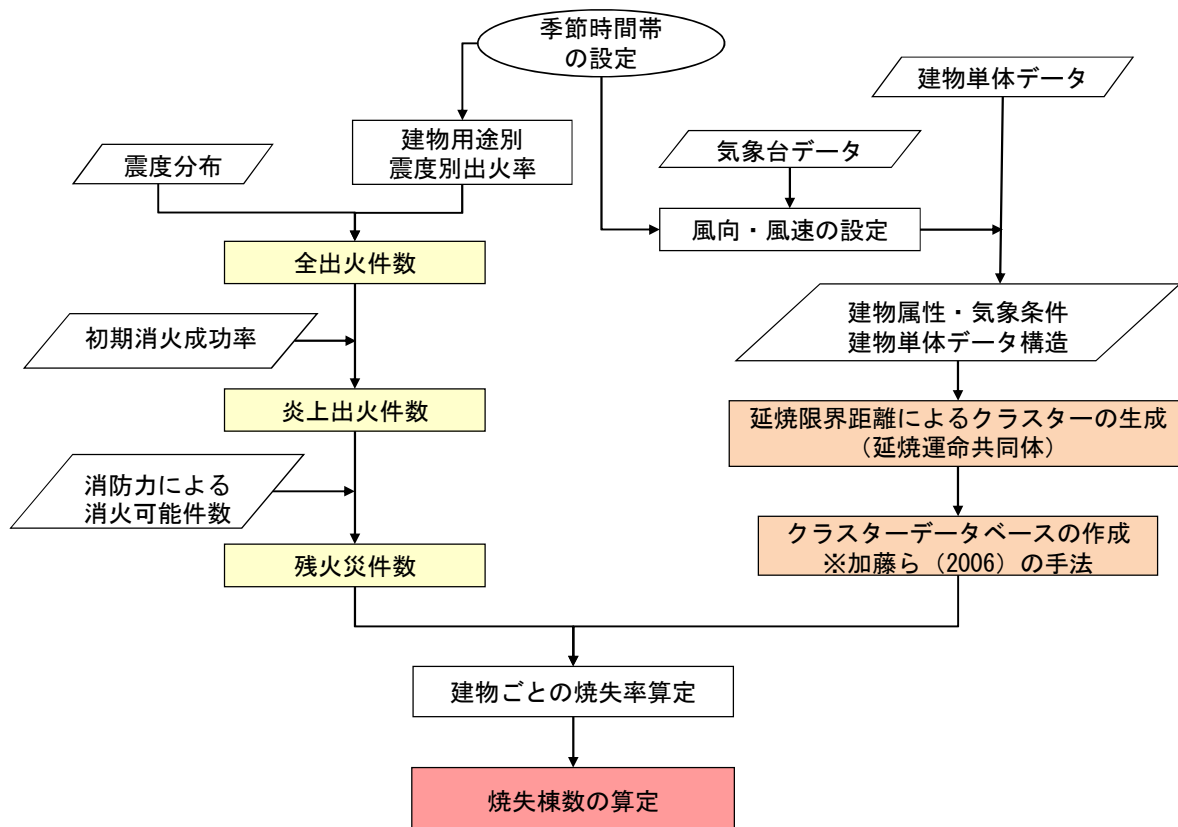 季節時間帯
の設定
建物単体データ
建物用途別
震度別出火率
気象台データ
震度分布
風向・風速の設定
全出火件数
建物属性・気象条件
建物単体データ構造
初期消火成功率
炎上出火件数
延焼限界距離によるクラスターの生成
（延焼運命共同体）
消防力による
消火可能件数
クラスターデータベースの作成
※加藤ら（2006）の手法
残火災件数
建物ごとの焼失率算定
焼失棟数の算定